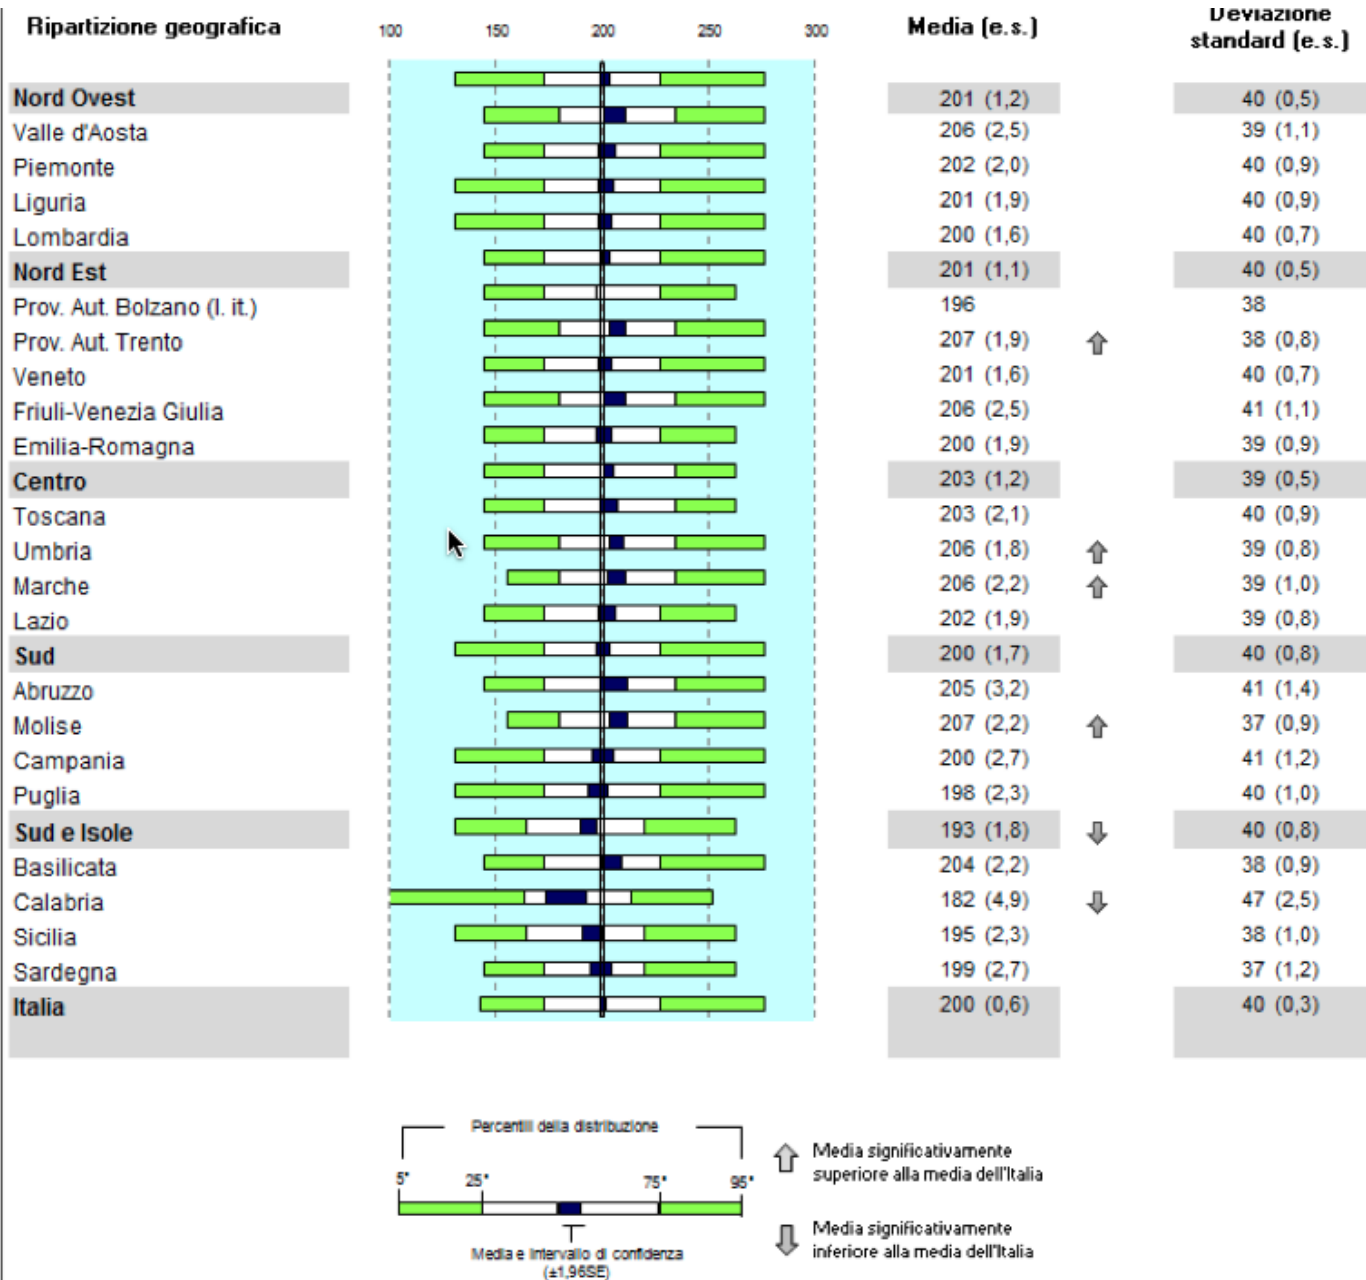 Ripartizione geografica 100 150 200 250 300 Media (e.s.) Deviazione
standard (e.s.)
Nord Ovest 201 (1,2) 40 (0,5)
Valle d'Aosta 206 (2,5) 39 (1,1)
Piemonte 202 (2,0) 40 (0,9)
Liguria 201 (1,9) 40 (0,9)
Lombardia 200 (1,6) 40 (0,7)
Nord Est 201 (1,1) 40 (0,5)
Prov. Aut. Bolzano (l. it.) 196 38
Prov. Aut. Trento 207 (1,9) 38 (0,8)
Veneto 201 (1,6) 40 (0,7)
Friuli-Venezia Giulia 206 (2,5) 41 (1,1)
Emilia-Romagna 200 (1,9) 39 (0,9)
Centro 203 (1,2) 39 (0,5)
Toscana 203 (2,1) 40 (0,9)
Umbria 206 (1,8) 39 (0,8)
Marche 206 (2,2) 39 (1,0)
Lazio 202 (1,9) 39 (0,8)
Sud 200 (1,7) 40 (0,8)
Abruzzo 205 (3,2) 41 (1,4)
Molise 207 (2,2) 37 (0,9)
Campania 200 (2,7) 41 (1,2)
Puglia 198 (2,3) 40 (1,0)
Sud e Isole 193 (1,8) 40 (0,8)
Basilicata 204 (2,2) 38 (0,9)
Calabria 182 (4,9) 47 (2,5)
Sicilia 195 (2,3) 38 (1,0)
Sardegna 199 (2,7) 37 (1,2)
Italia 200 (0,6) 40 (0,3)
Percentili della distribuzione
5° 25° 75° 95°
Media e intervallo di confidenza
(±1,96SE)
Media significativamente
superiore alla media dell'Italia
Media significativamente
inferiore alla media dell'Italia